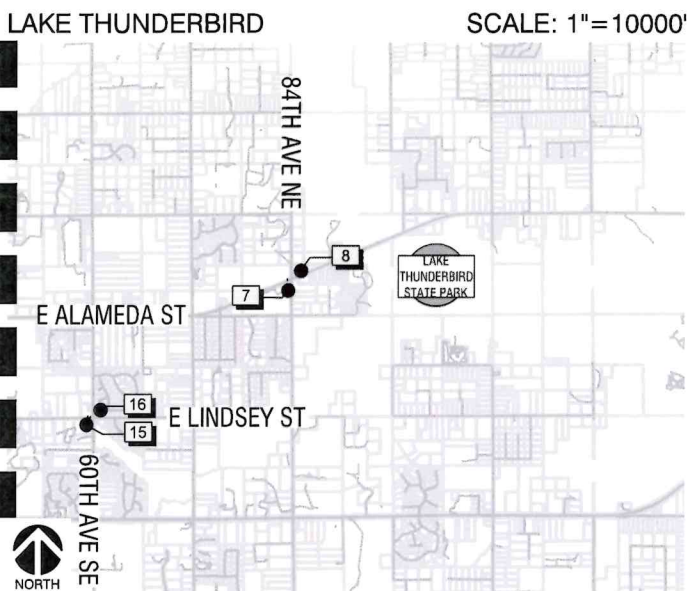 LAKE THUNDERBIRD
SCALE: 1"=10000'
84TH AVE NE
8
LAKE
THUNDERBIRD
STATE PARK
7
E ALAMEDA ST
16
E LINDSEY ST
15
60TH AVE SE
NORTH